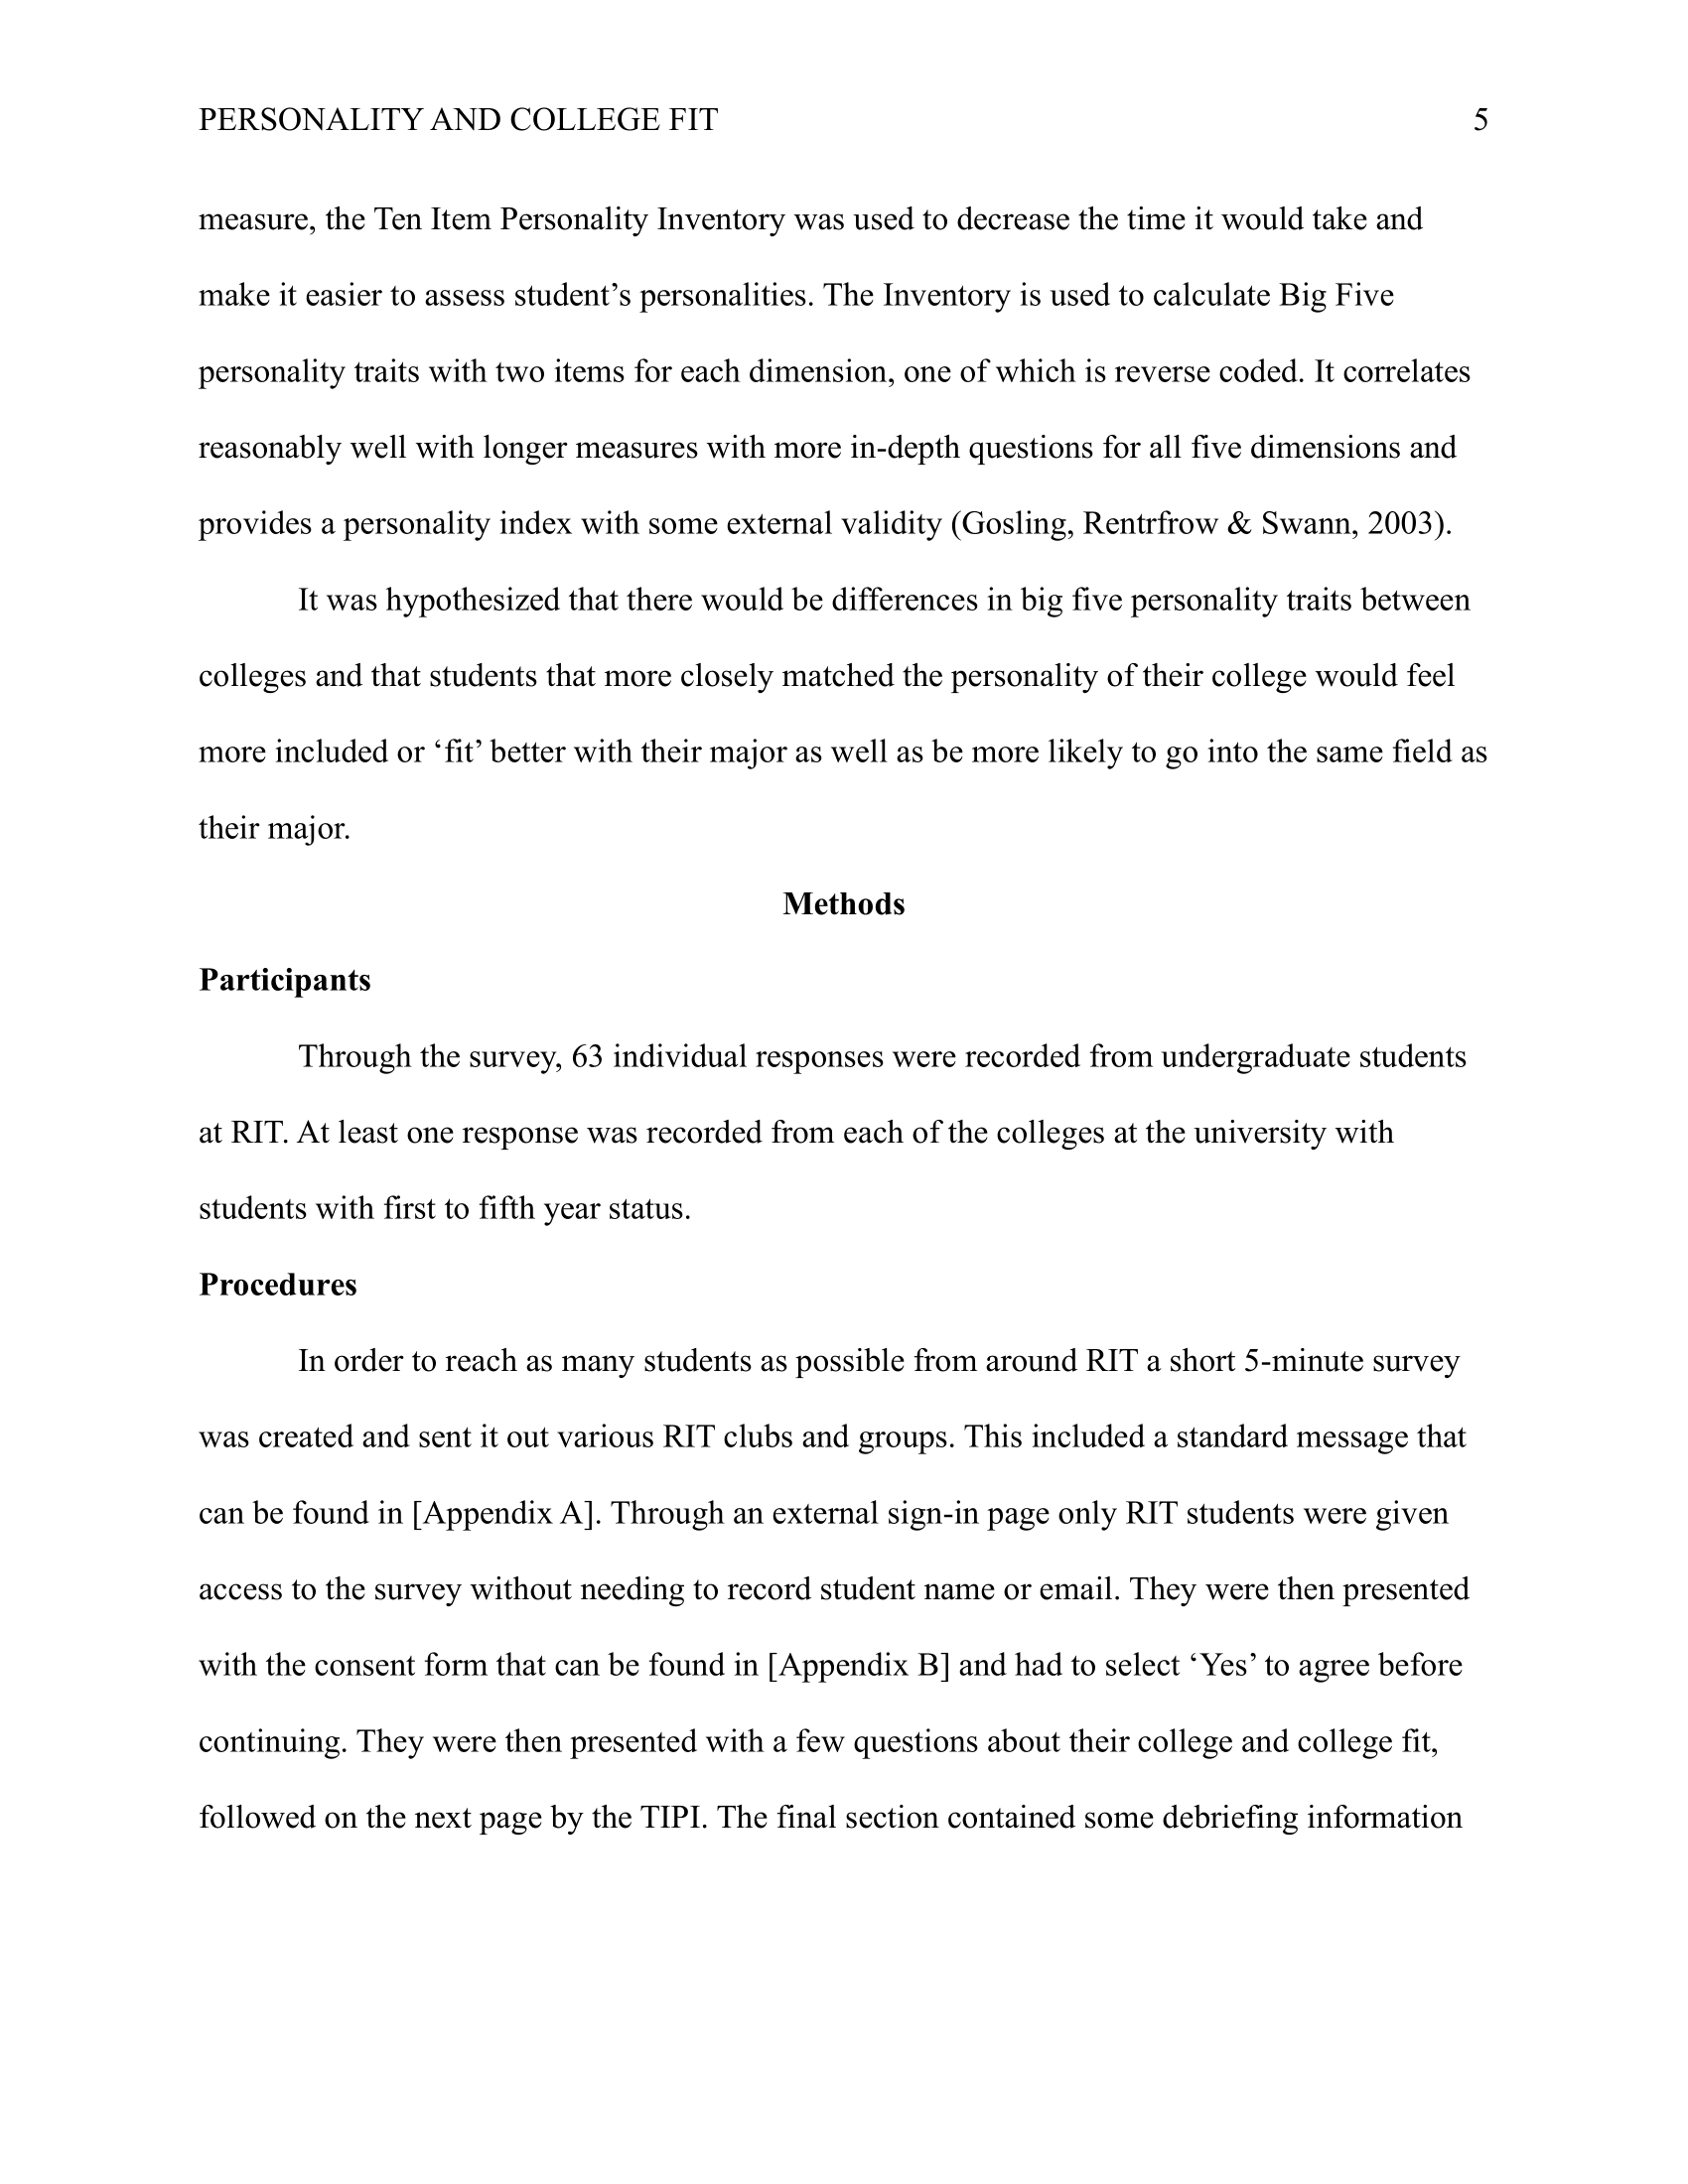 PERSONALITY AND COLLEGE FIT 5
measure, the Ten Item Personality Inventory was used to decrease the time it would take and
make it easier to assess student’s personalities. The Inventory is used to calculate Big Five
personality traits with two items for each dimension, one of which is reverse coded. It correlates
reasonably well with longer measures with more in-depth questions for all five dimensions and
provides a personality index with some external validity (Gosling, Rentrfrow & Swann, 2003).
It was hypothesized that there would be differences in big five personality traits between
colleges and that students that more closely matched the personality of their college would feel
more included or ‘fit’ better with their major as well as be more likely to go into the same field as
their major.
Methods
Participants
Through the survey, 63 individual responses were recorded from undergraduate students
at RIT. At least one response was recorded from each of the colleges at the university with
students with first to fifth year status.
Procedures
In order to reach as many students as possible from around RIT a short 5-minute survey
was created and sent it out various RIT clubs and groups. This included a standard message that
can be found in [Appendix A]. Through an external sign-in page only RIT students were given
access to the survey without needing to record student name or email. They were then presented
with the consent form that can be found in [Appendix B] and had to select ‘Yes’ to agree before
continuing. They were then presented with a few questions about their college and college fit,
followed on the next page by the TIPI. The final section contained some debriefing information